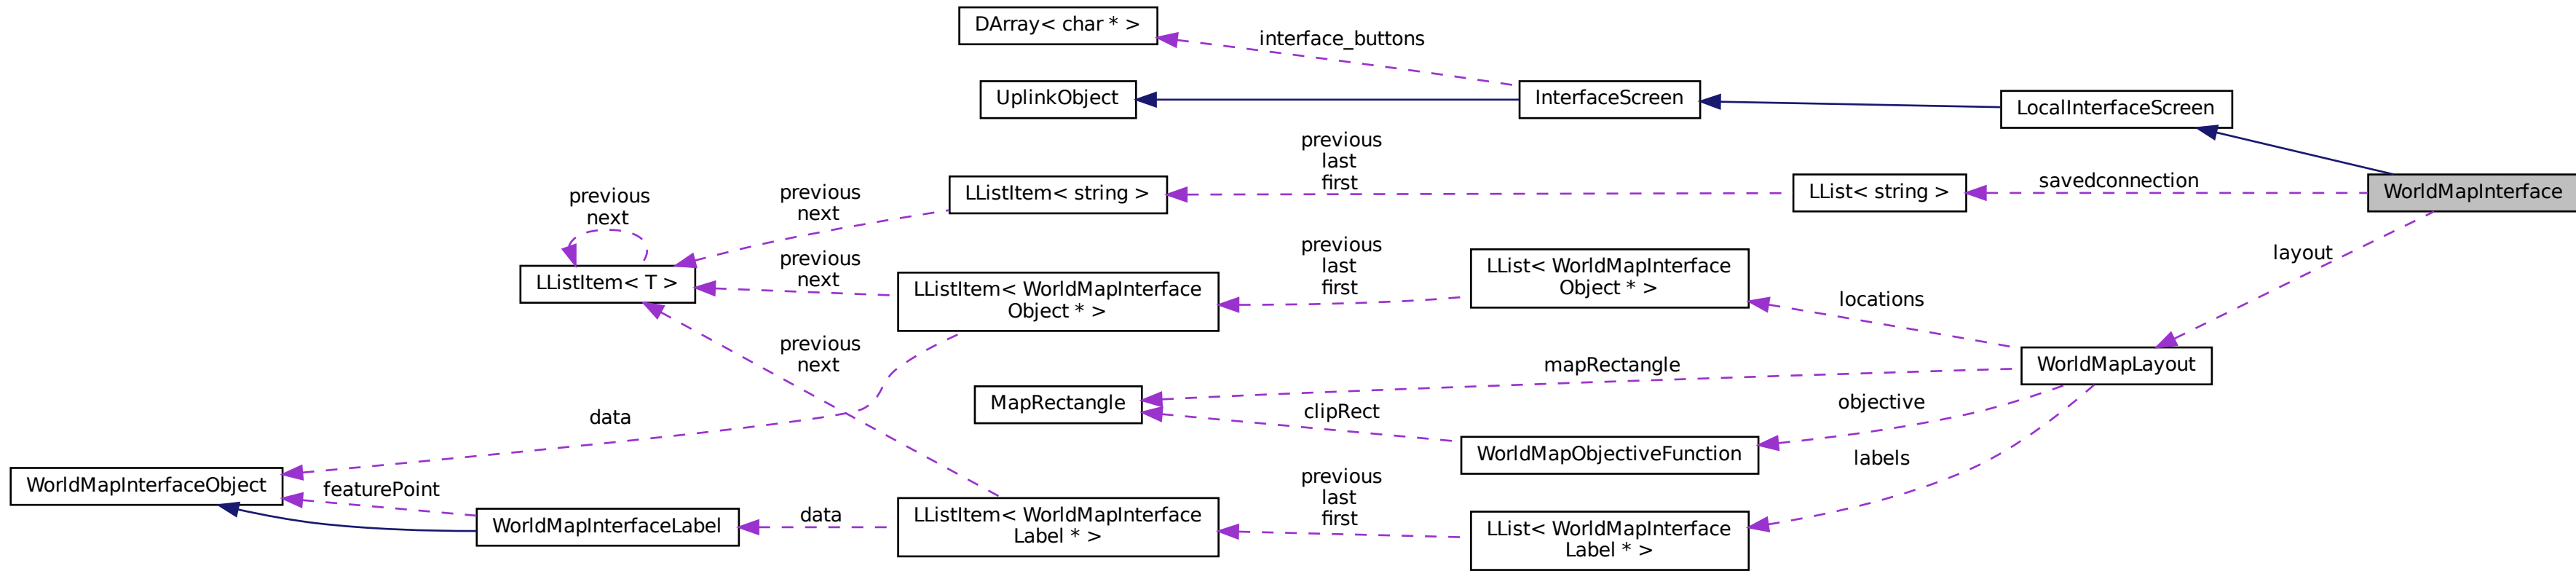 DArray< char * >
interface_buttons
UplinkObject
InterfaceScreen
LocalInterfaceScreen
previous
last
first
LListItem< string >
LList< string >
savedconnection
WorldMapInterface
previous
next
previous
next
LListItem< T >
previous
next
LListItem< WorldMapInterface
Object * >
previous
last
first
LList< WorldMapInterface
Object * >
layout
locations
previous
next
mapRectangle
WorldMapLayout
MapRectangle
clipRect
objective
data
WorldMapObjectiveFunction
labels
WorldMapInterfaceObject
featurePoint
WorldMapInterfaceLabel
data
LListItem< WorldMapInterface
Label * >
previous
last
first
LList< WorldMapInterface
Label * >